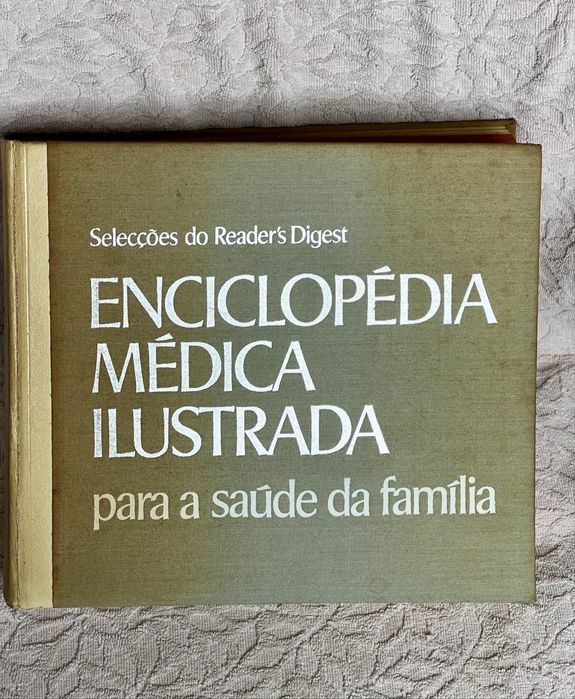 Selecções do Reader's Digest
ENCICLOPÉDIA
MÉDICA
ILUSTRADA
para a saúde da família